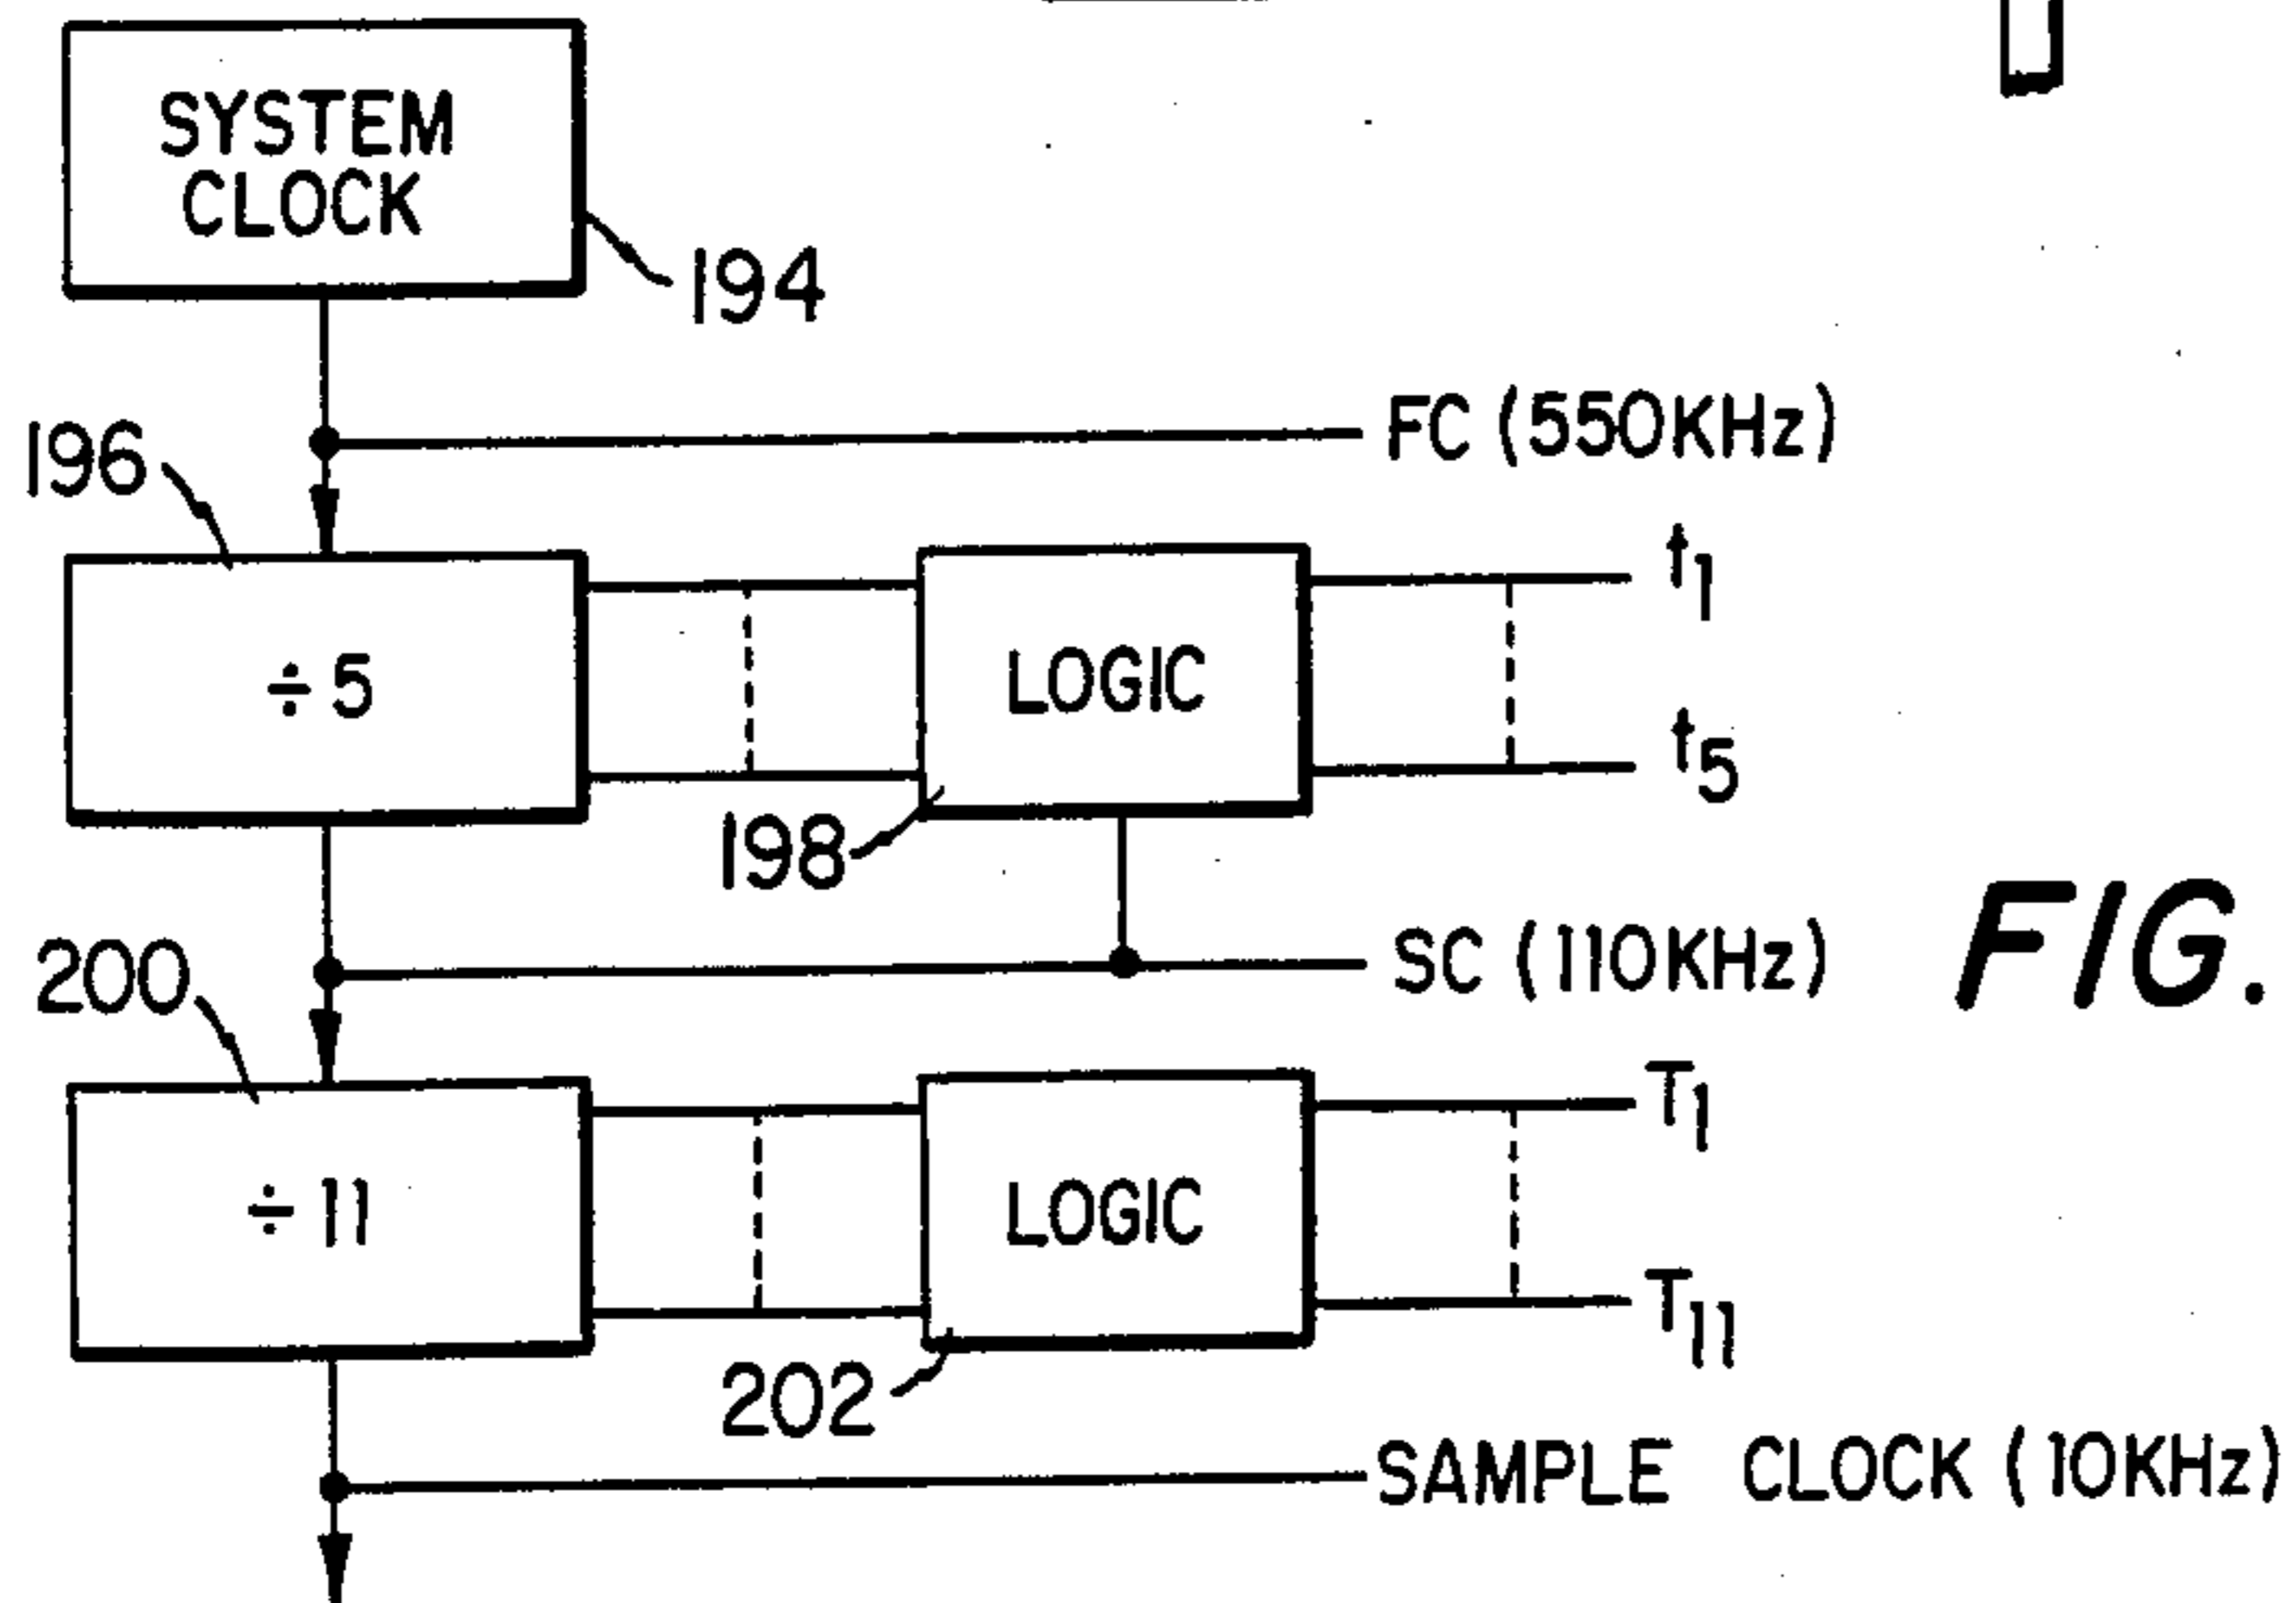 SYSTEM
CLOCK
194
FC (550KHz)
196
÷5
LOGIC
t1
t5
198
200
SC (110KHz)
FIG.
÷11
LOGIC
T1
T11
202
SAMPLE CLOCK (10KHz)